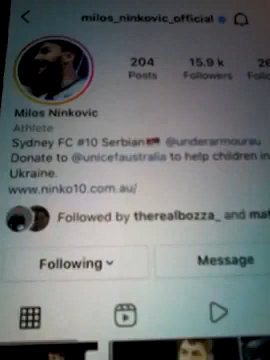 milos_ninkovic_official
204 15.9 k
Posts Followers
Milos Ninkovic
Athlete
Sydney FC #10 Serbian🇷🇸 @underarmourau
Donate to @unicefaustralia to help children in
Ukraine.
www.ninko10.com.au/
Followed by therealbozza_ and
Following Message